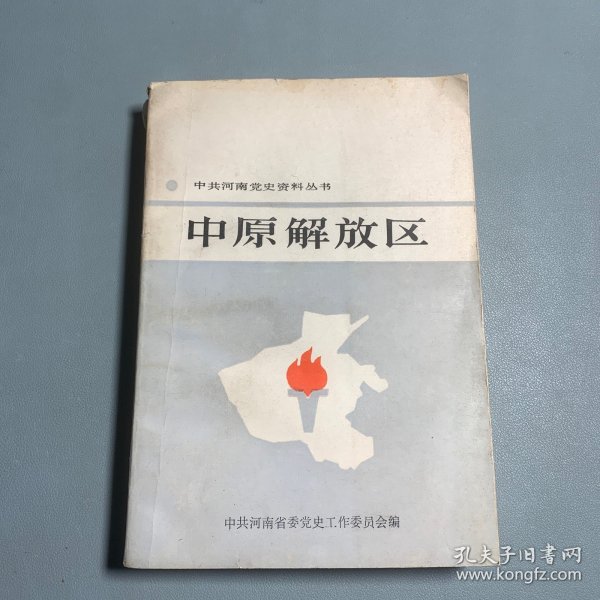 中共河南党史资料丛书
中原解放区
中共河南省委党史工作委员会编
孔夫子旧书网
www.kongfz.com